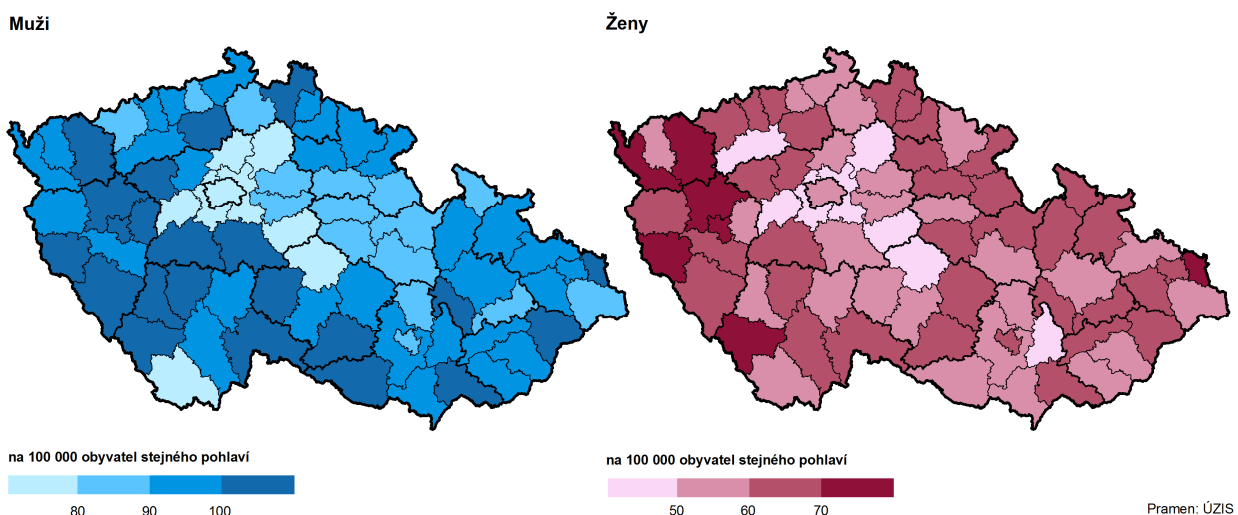 Muži
Ženy
na 100 000 obyvatel stejného pohlaví
80 90 100
na 100 000 obyvatel stejného pohlaví
50 60 70
Pramen: ÚZIS